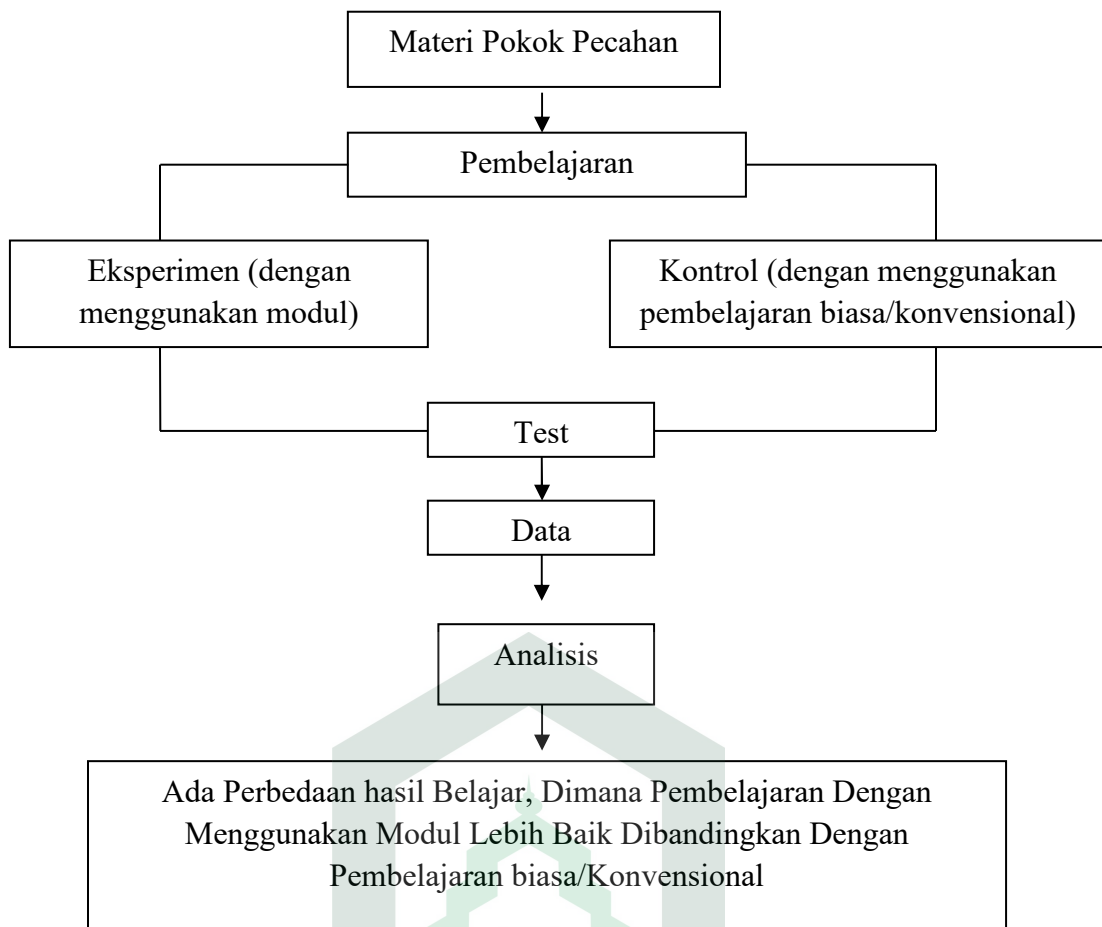 Materi Pokok Pecahan
Pembelajaran
Eksperimen (dengan
menggunakan modul)
Kontrol (dengan menggunakan
pembelajaran biasa/konvensional)
Test
Data
Analisis
Ada Perbedaan hasil Belajar, Dimana Pembelajaran Dengan
Menggunakan Modul Lebih Baik Dibandingkan Dengan
Pembelajaran biasa/Konvensional